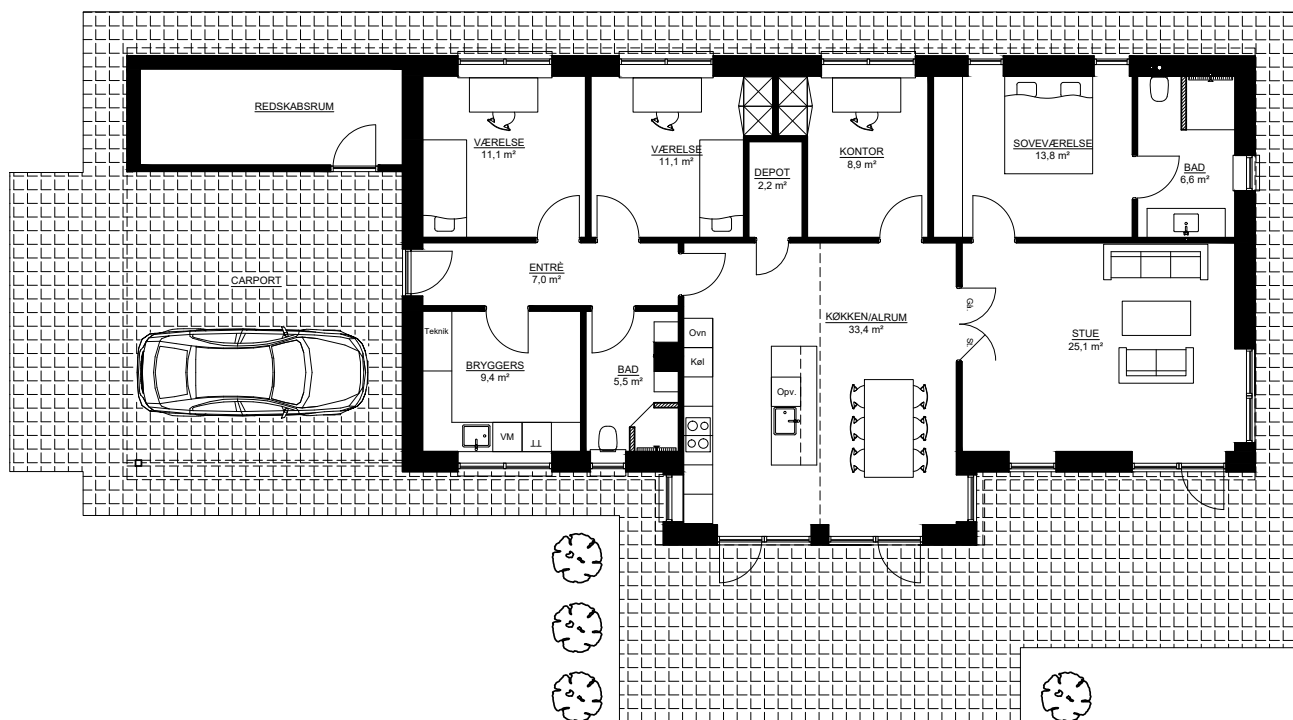 REDSKABSRUM
VÆRELSE
11,1 m²
VÆRELSE
11,1 m²
DEPOT
2,2 m²
KONTOR
8,9 m²
SOVEVÆRELSE
13,8 m²
BAD
6,6 m²
CARPORT
ENTRÈ
7,0 m²
KØKKEN/ALRUM
33,4 m²
Gå.
St.
STUE
25,1 m²
Teknik
BRYGGERS
9,4 m²
BAD
5,5 m²
Ovn
Køl
Opv.
VM
TT